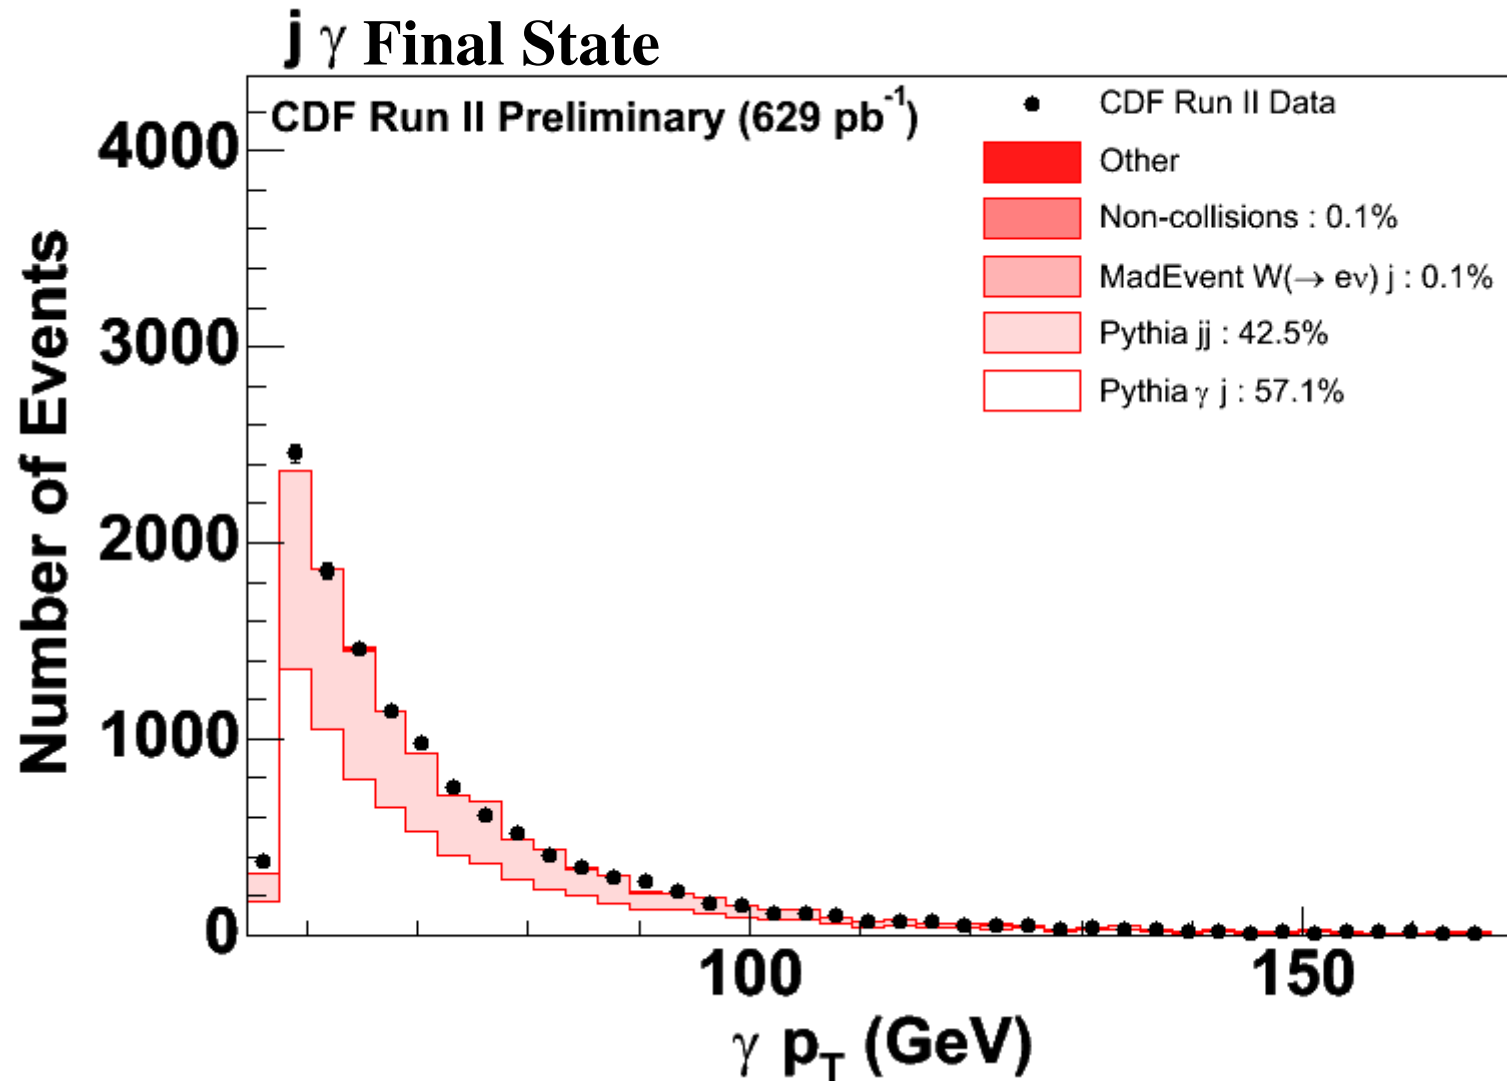 j γ Final State
CDF Run II Preliminary (629 pb⁻¹)
CDF Run II Data
Other
Non-collisions : 0.1%
MadEvent W(→ eν) j : 0.1%
Pythia jj : 42.5%
Pythia γ j : 57.1%
Number of Events
4000
3000
2000
1000
0
100
150
γ p_T (GeV)